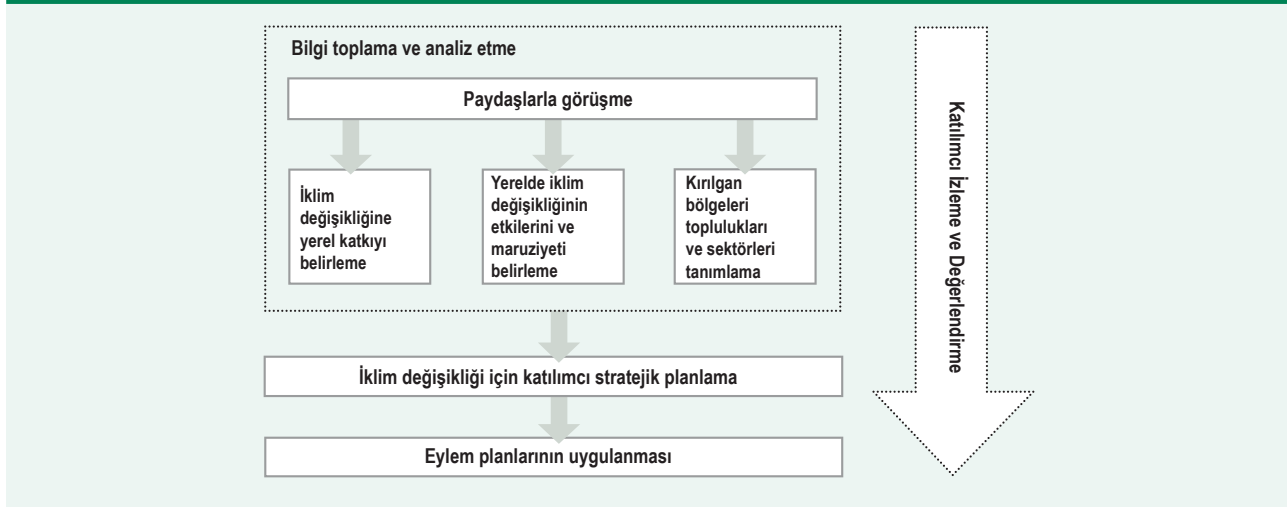 Bilgi toplama ve analiz etme
Paydaşlarla görüşme
İklim
değişikliğine
yerel katkıyı
belirleme
Yerelde iklim
değişikliğinin
etkilerini ve
maruziyeti
belirleme
Kırılgan
bölgeleri
toplulukları
ve sektörleri
tanımlama
İklim değişikliği için katılımcı stratejik planlama
Eylem planlarının uygulanması
Katılımcı İzleme ve Değerlendirme